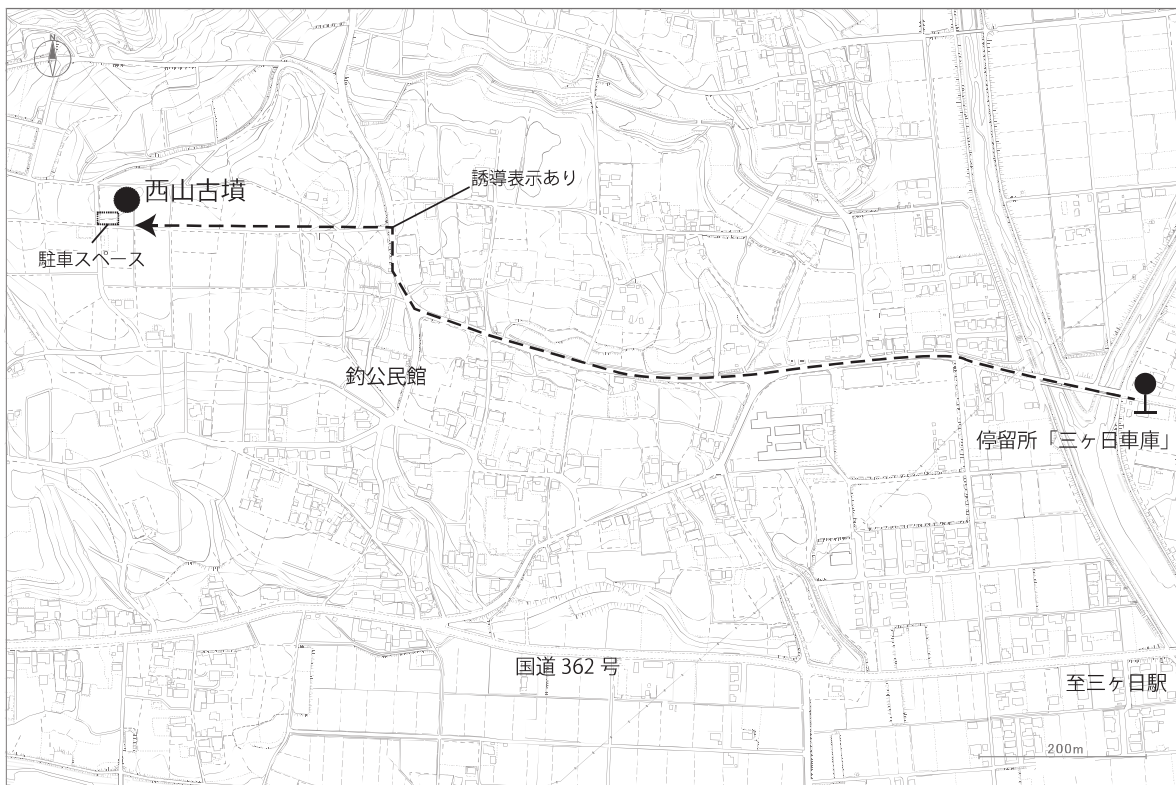 N
誘導表示あり
西山古墳
駐車スペース
釣公民館
停留所「三ヶ日車庫」
国道 362 号
至三ヶ日駅
200m